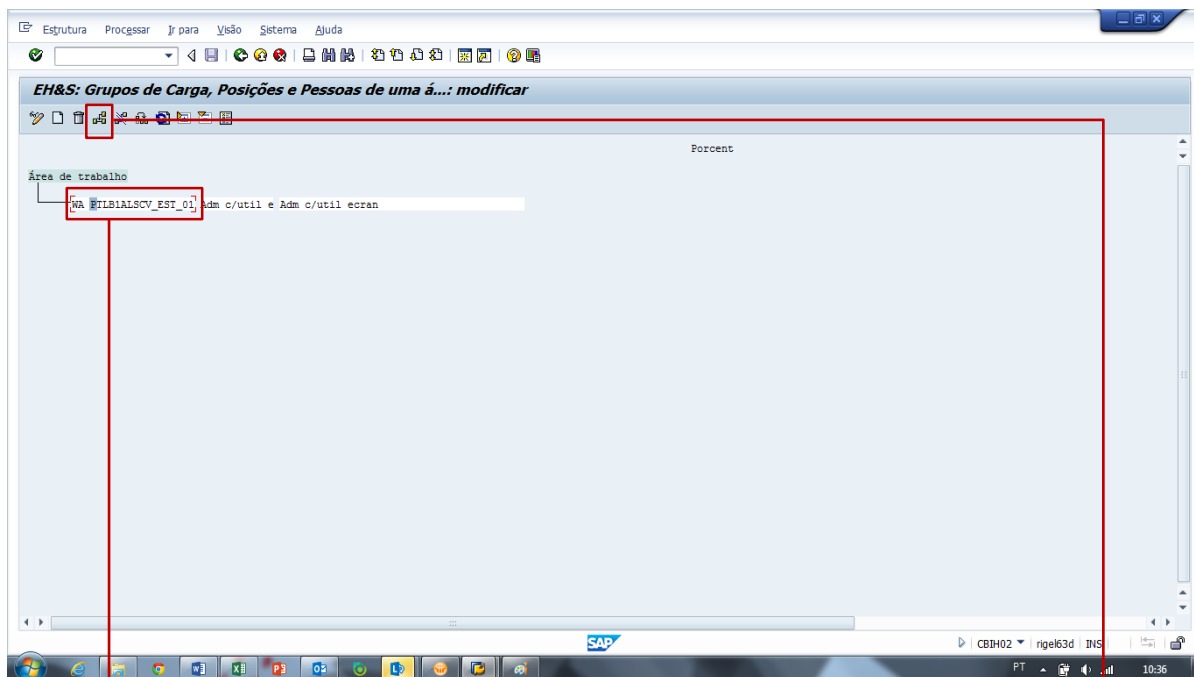 Estrutura Processar Ir para Visão Sistema Ajuda
EH&S: Grupos de Carga, Posições e Pessoas de uma á...: modificar
Porcent
Área de trabalho
WA PTLB1ALSCV_EST_01 Adm c/util e Adm c/util ecran
SAP
CBIH02 rigel63d INS
PT 10:36